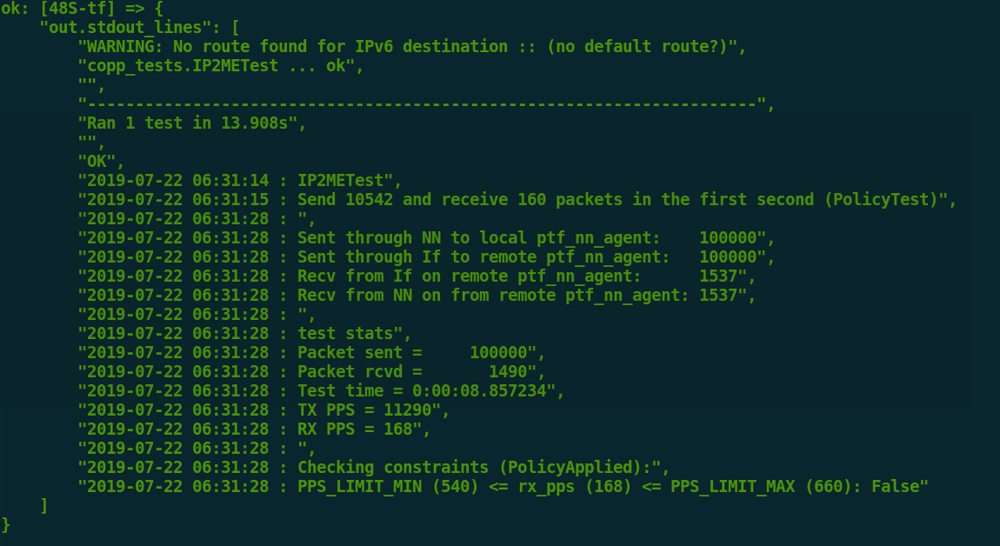 ok: [48S-tf] => {
    "out.stdout_lines": [
        "WARNING: No route found for IPv6 destination :: (no default route?)",
        "copp_tests.IP2METest ... ok",
        "",
        "----------------------------------------------------------------------",
        "Ran 1 test in 13.908s",
        "",
        "OK",
        "2019-07-22 06:31:14 : IP2METest",
        "2019-07-22 06:31:15 : Send 10542 and receive 160 packets in the first second (PolicyTest)",
        "2019-07-22 06:31:28 : ",
        "2019-07-22 06:31:28 : Sent through NN to local ptf_nn_agent:    100000",
        "2019-07-22 06:31:28 : Sent through If to remote ptf_nn_agent:   100000",
        "2019-07-22 06:31:28 : Recv from If on remote ptf_nn_agent:      1537",
        "2019-07-22 06:31:28 : Recv from NN on from remote ptf_nn_agent: 1537",
        "2019-07-22 06:31:28 : ",
        "2019-07-22 06:31:28 : test stats",
        "2019-07-22 06:31:28 : Packet sent =     100000",
        "2019-07-22 06:31:28 : Packet rcvd =       1490",
        "2019-07-22 06:31:28 : Test time = 0:00:08.857234",
        "2019-07-22 06:31:28 : TX PPS = 11290",
        "2019-07-22 06:31:28 : RX PPS = 168",
        "2019-07-22 06:31:28 : ",
        "2019-07-22 06:31:28 : Checking constraints (PolicyApplied):",
        "2019-07-22 06:31:28 : PPS_LIMIT_MIN (540) <= rx_pps (168) <= PPS_LIMIT_MAX (660): False"
    ]
}